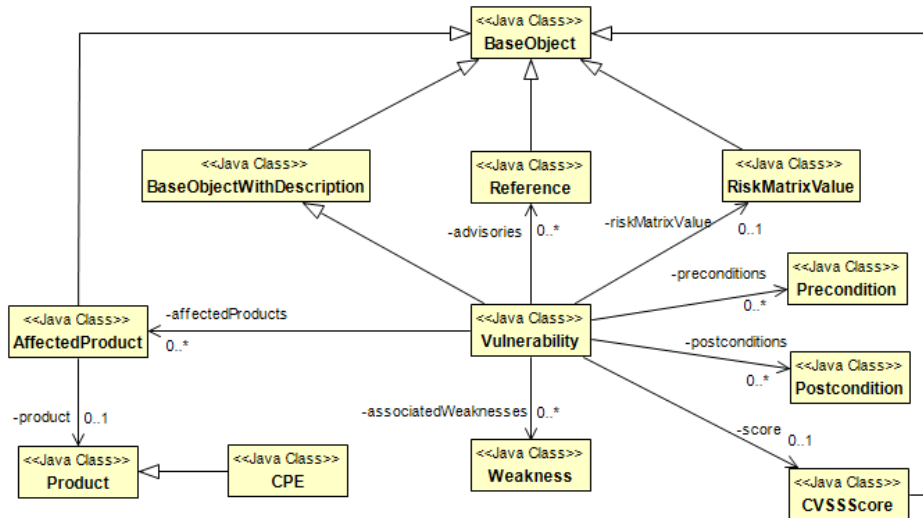 <<Java Class>>
BaseObject
<<Java Class>>
BaseObjectWithDescription
<<Java Class>>
Reference
<<Java Class>>
RiskMatrixValue
-advisories
0..*
-riskMatrixValue
0..1
-preconditions
0..*
<<Java Class>>
Precondition
<<Java Class>>
AffectedProduct
-affectedProducts
0..*
<<Java Class>>
Vulnerability
-postconditions
0..*
<<Java Class>>
Postcondition
-product
0..1
-associatedWeaknesses
0..*
-score
0..1
<<Java Class>>
Product
<<Java Class>>
CPE
<<Java Class>>
Weakness
<<Java Class>>
CVSSScore